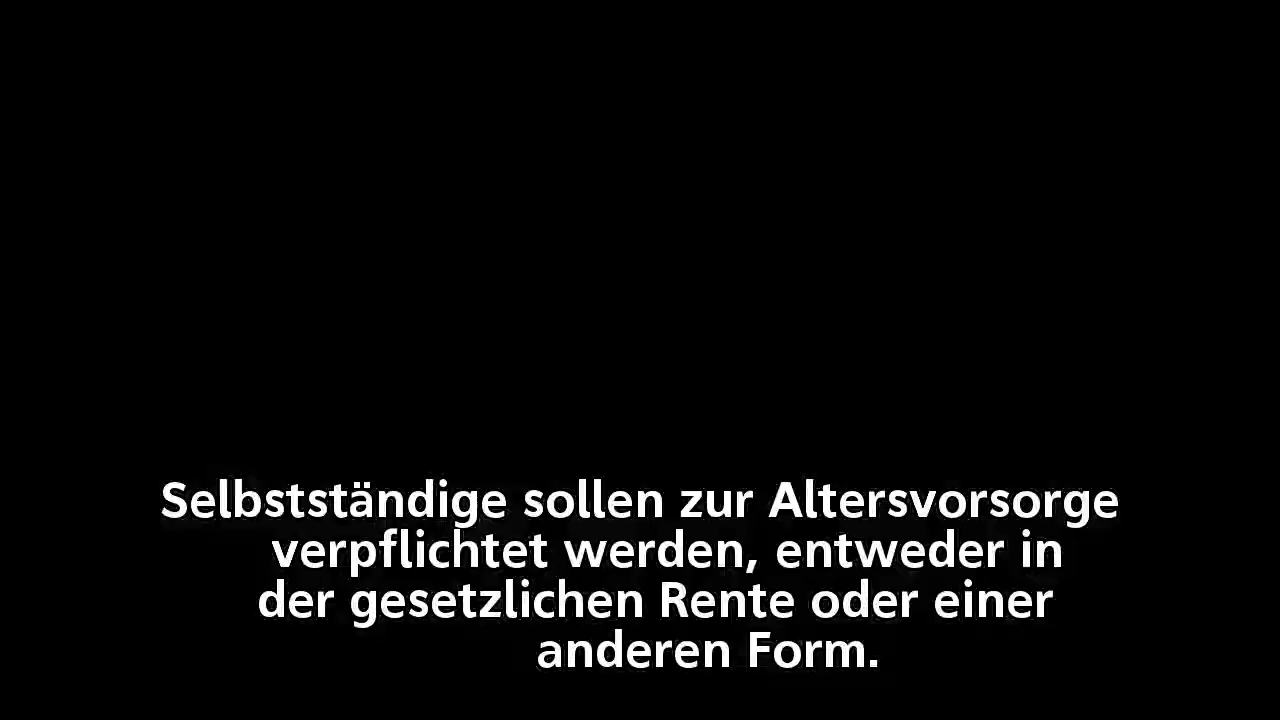 Selbstständige sollen zur Altersvorsorge
verpflichtet werden, entweder in
der gesetzlichen Rente oder einer
anderen Form.